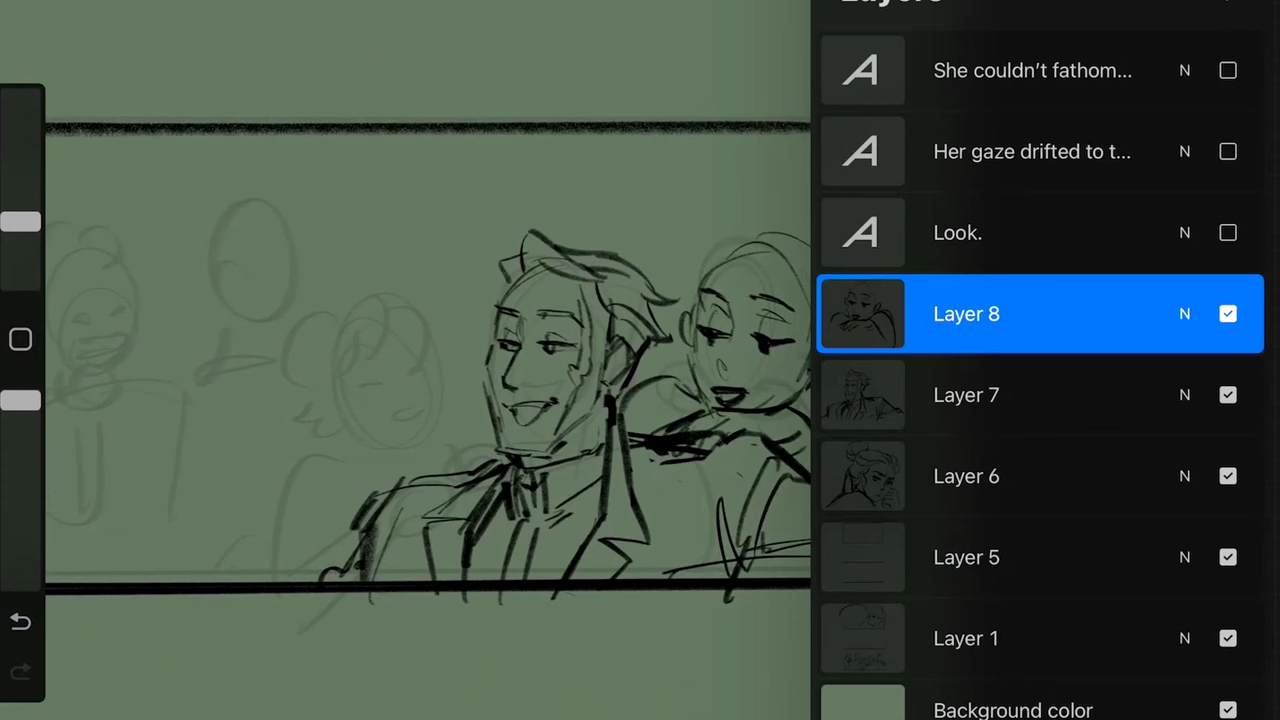 Layers
She couldn’t fathom... N
Her gaze drifted to t... N
Look. N
Layer 8 N
Layer 7 N
Layer 6 N
Layer 5 N
Layer 1 N
Background color